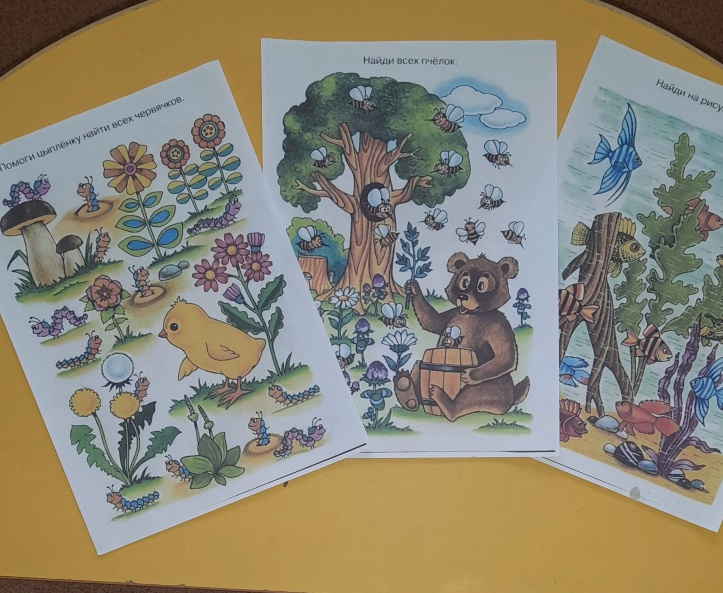 Помоги цыплёнку найти всех червячков.
Найди всех пчёлок.
Найди на